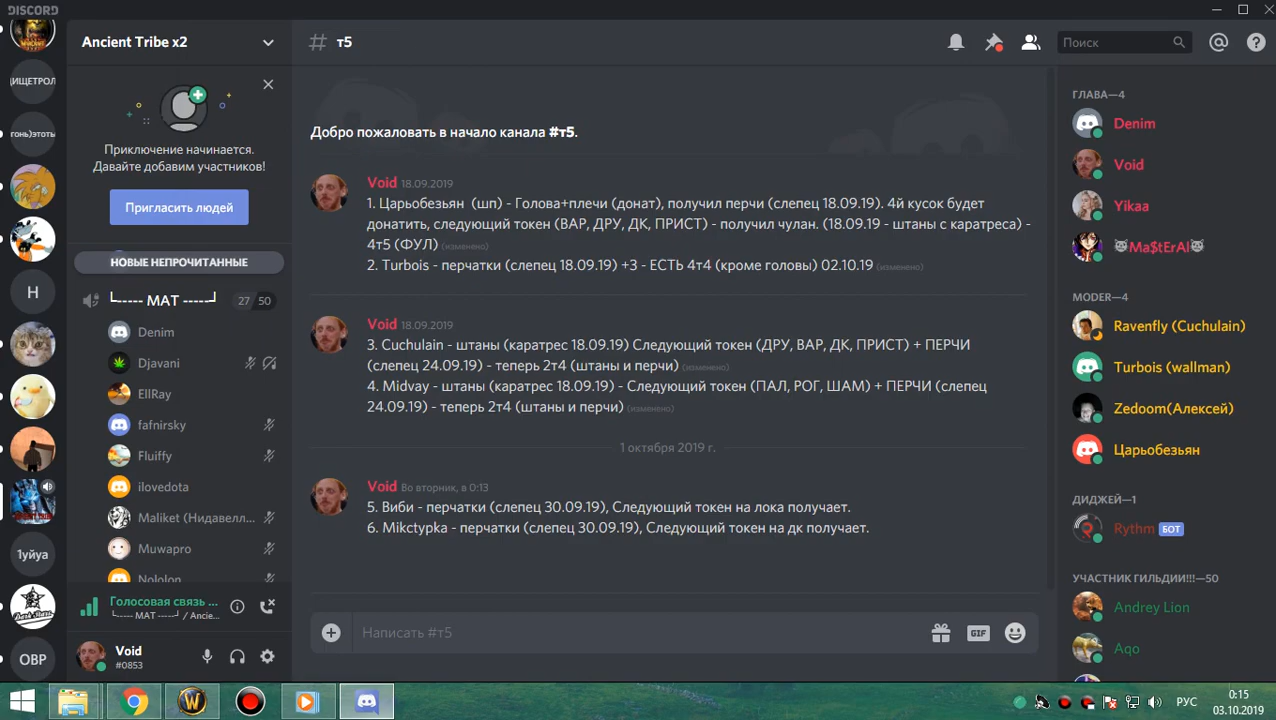 DISCORD
ДИЩЕТРОЛ
гонь)этоть
Н
1уйуа
ОВР
Ancient Tribe x2
Приключение начинается.
Давайте добавим участников!
Пригласить людей
НОВЫЕ НЕПРОЧИТАННЫЕ
└----- МАТ -----┘ 27 50
Denim
Djavani
EllRay
fafnirsky
Fluiffy
ilovedota
Maliket (Нидавелл...
Muwapro
Nololon
Голосовая связь ...
└----- МАТ -----┘ / Ancie...
Void
#0853
# т5
Поиск
Добро пожаловать в начало канала #т5.
Void 18.09.2019
1. Царьобезьян (шп) - Голова+плечи (донат), получил перчи (слепец 18.09.19). 4й кусок будет
донатить, следующий токен (ВАР, ДРУ, ДК, ПРИСТ) - получил чулан. (18.09.19 - штаны с каратреса) -
4т5 (ФУЛ) (изменено)
2. Turbois - перчатки (слепец 18.09.19) +3 - ЕСТЬ 4т4 (кроме головы) 02.10.19 (изменено)
Void 18.09.2019
3. Cuchulain - штаны (каратрес 18.09.19) Следующий токен (ДРУ, ВАР, ДК, ПРИСТ) + ПЕРЧИ
(слепец 24.09.19) - теперь 2т4 (штаны и перчи) (изменено)
4. Midvay - штаны (каратрес 18.09.19) - Следующий токен (ПАЛ, РОГ, ШАМ) + ПЕРЧИ (слепец
24.09.19) - теперь 2т4 (штаны и перчи) (изменено)
1 октября 2019 г.
Void Во вторник, в 0:13
5. Виби - перчатки (слепец 30.09.19), Следующий токен на лока получает.
6. Mikctypka - перчатки (слепец 30.09.19), Следующий токен на дк получает.
Написать #т5
GIF
ГЛАВА—4
Denim
Void
Yikaa
Ma$tErAl
MODER—4
Ravenfly (Cuchulain)
Turbois (wallman)
Zedoom(Алексей)
Царьобезьян
ДИДЖЕЙ—1
Rythm БОТ
УЧАСТНИК ГИЛЬДИИ!!!—50
Andrey Lion
Aqo
РУС
0:15
03.10.2019